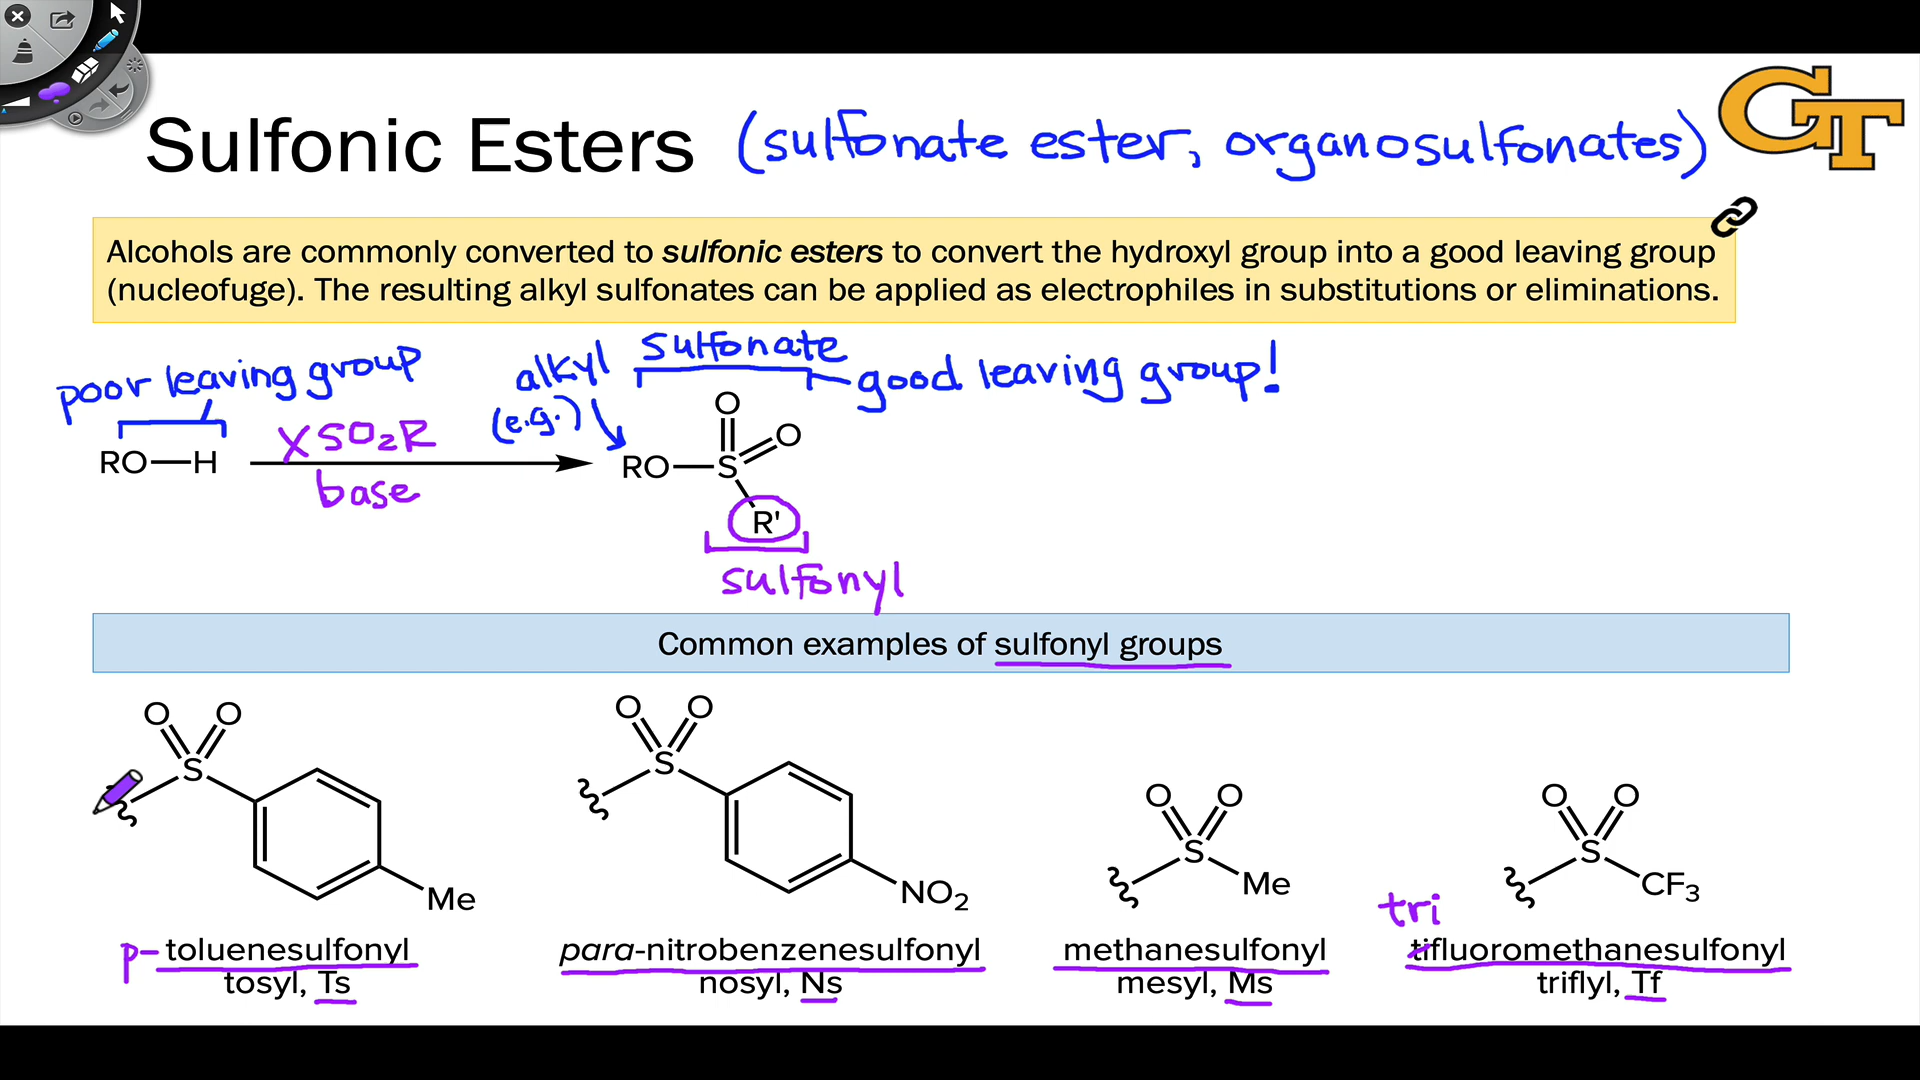 Sulfonic Esters (sulfonate ester, organosulfonates) GT
Alcohols are commonly converted to sulfonic esters to convert the hydroxyl group into a good leaving group
(nucleofuge). The resulting alkyl sulfonates can be applied as electrophiles in substitutions or eliminations.
poor leaving group
alkyl
(e.g.)
sulfonate
good leaving group!
RO—H
XSO₂R
base
RO
S
O
O
R'
sulfonyl
Common examples of sulfonyl groups
O O
S
Me
p-toluenesulfonyl
tosyl, Ts
O O
S
NO₂
para-nitrobenzenesulfonyl
nosyl, Ns
O O
S
Me
methanesulfonyl
mesyl, Ms
O O
S
CF₃
tri
tifluoromethanesulfonyl
triflyl, Tf